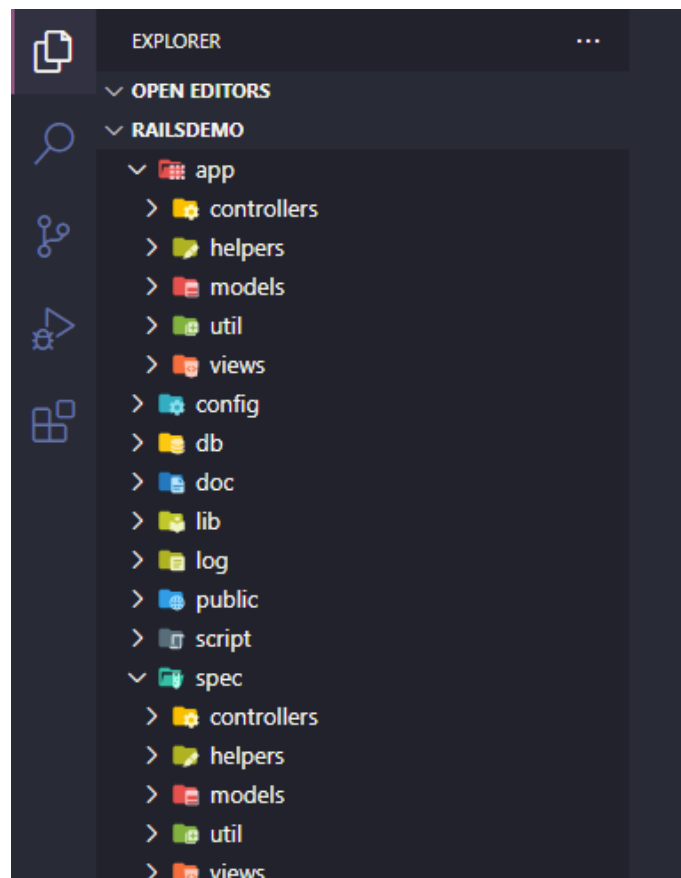 EXPLORER ...
OPEN EDITORS
RAILSDEMO
app
controllers
helpers
models
util
views
config
db
doc
lib
log
public
script
spec
controllers
helpers
models
util
views